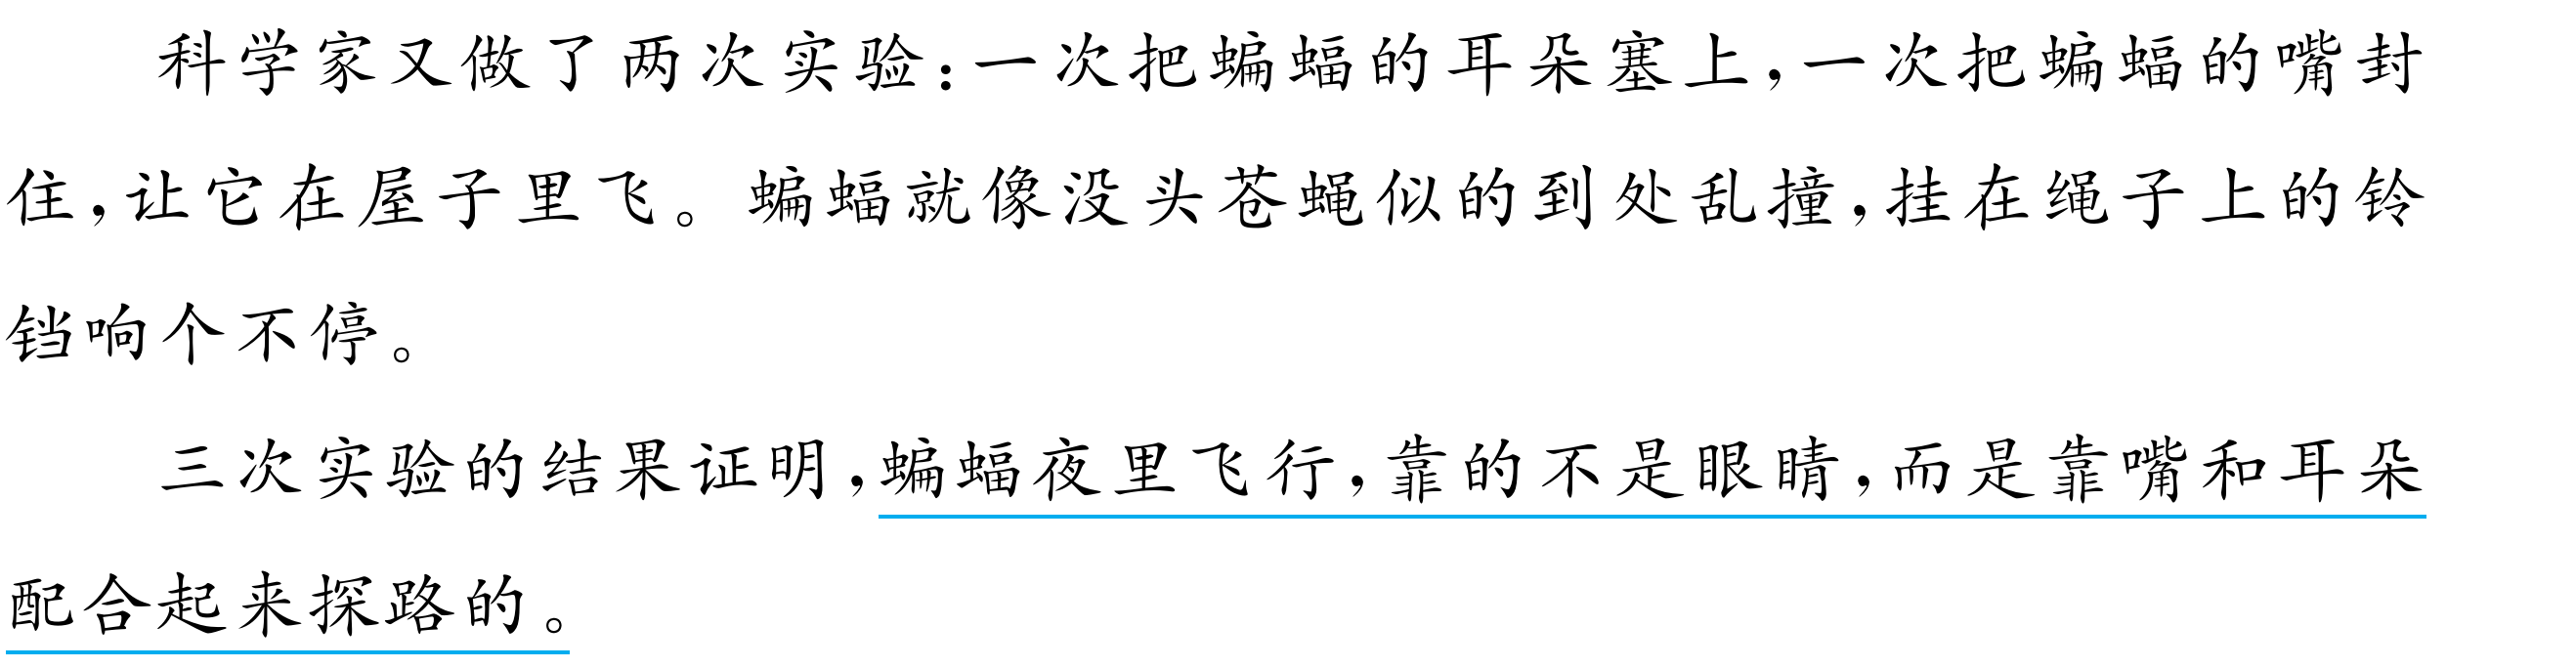 科学家又做了两次实验：一次把蝙蝠的耳朵塞上，一次把蝙蝠的嘴封
住，让它在屋子里飞。蝙蝠就像没头苍蝇似的到处乱撞，挂在绳子上的铃
铛响个不停。
三次实验的结果证明，蝙蝠夜里飞行，靠的不是眼睛，而是靠嘴和耳朵
配合起来探路的。